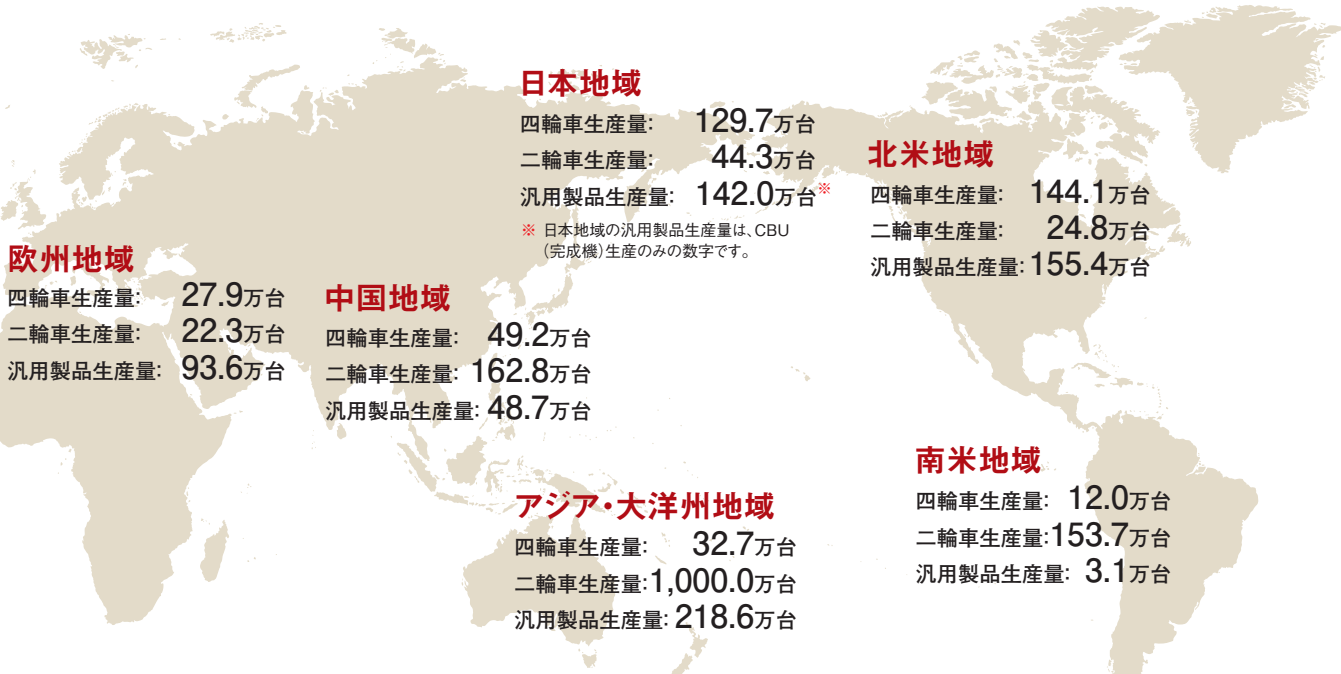 日本地域
四輪車生産量: 129.7万台
二輪車生産量: 44.3万台
汎用製品生産量: 142.0万台※
※ 日本地域の汎用製品生産量は、CBU
（完成機）生産のみの数字です。
北米地域
四輪車生産量: 144.1万台
二輪車生産量: 24.8万台
汎用製品生産量: 155.4万台
欧州地域
四輪車生産量: 27.9万台
二輪車生産量: 22.3万台
汎用製品生産量: 93.6万台
中国地域
四輪車生産量: 49.2万台
二輪車生産量: 162.8万台
汎用製品生産量: 48.7万台
アジア・大洋州地域
四輪車生産量: 32.7万台
二輪車生産量: 1,000.0万台
汎用製品生産量: 218.6万台
南米地域
四輪車生産量: 12.0万台
二輪車生産量: 153.7万台
汎用製品生産量: 3.1万台